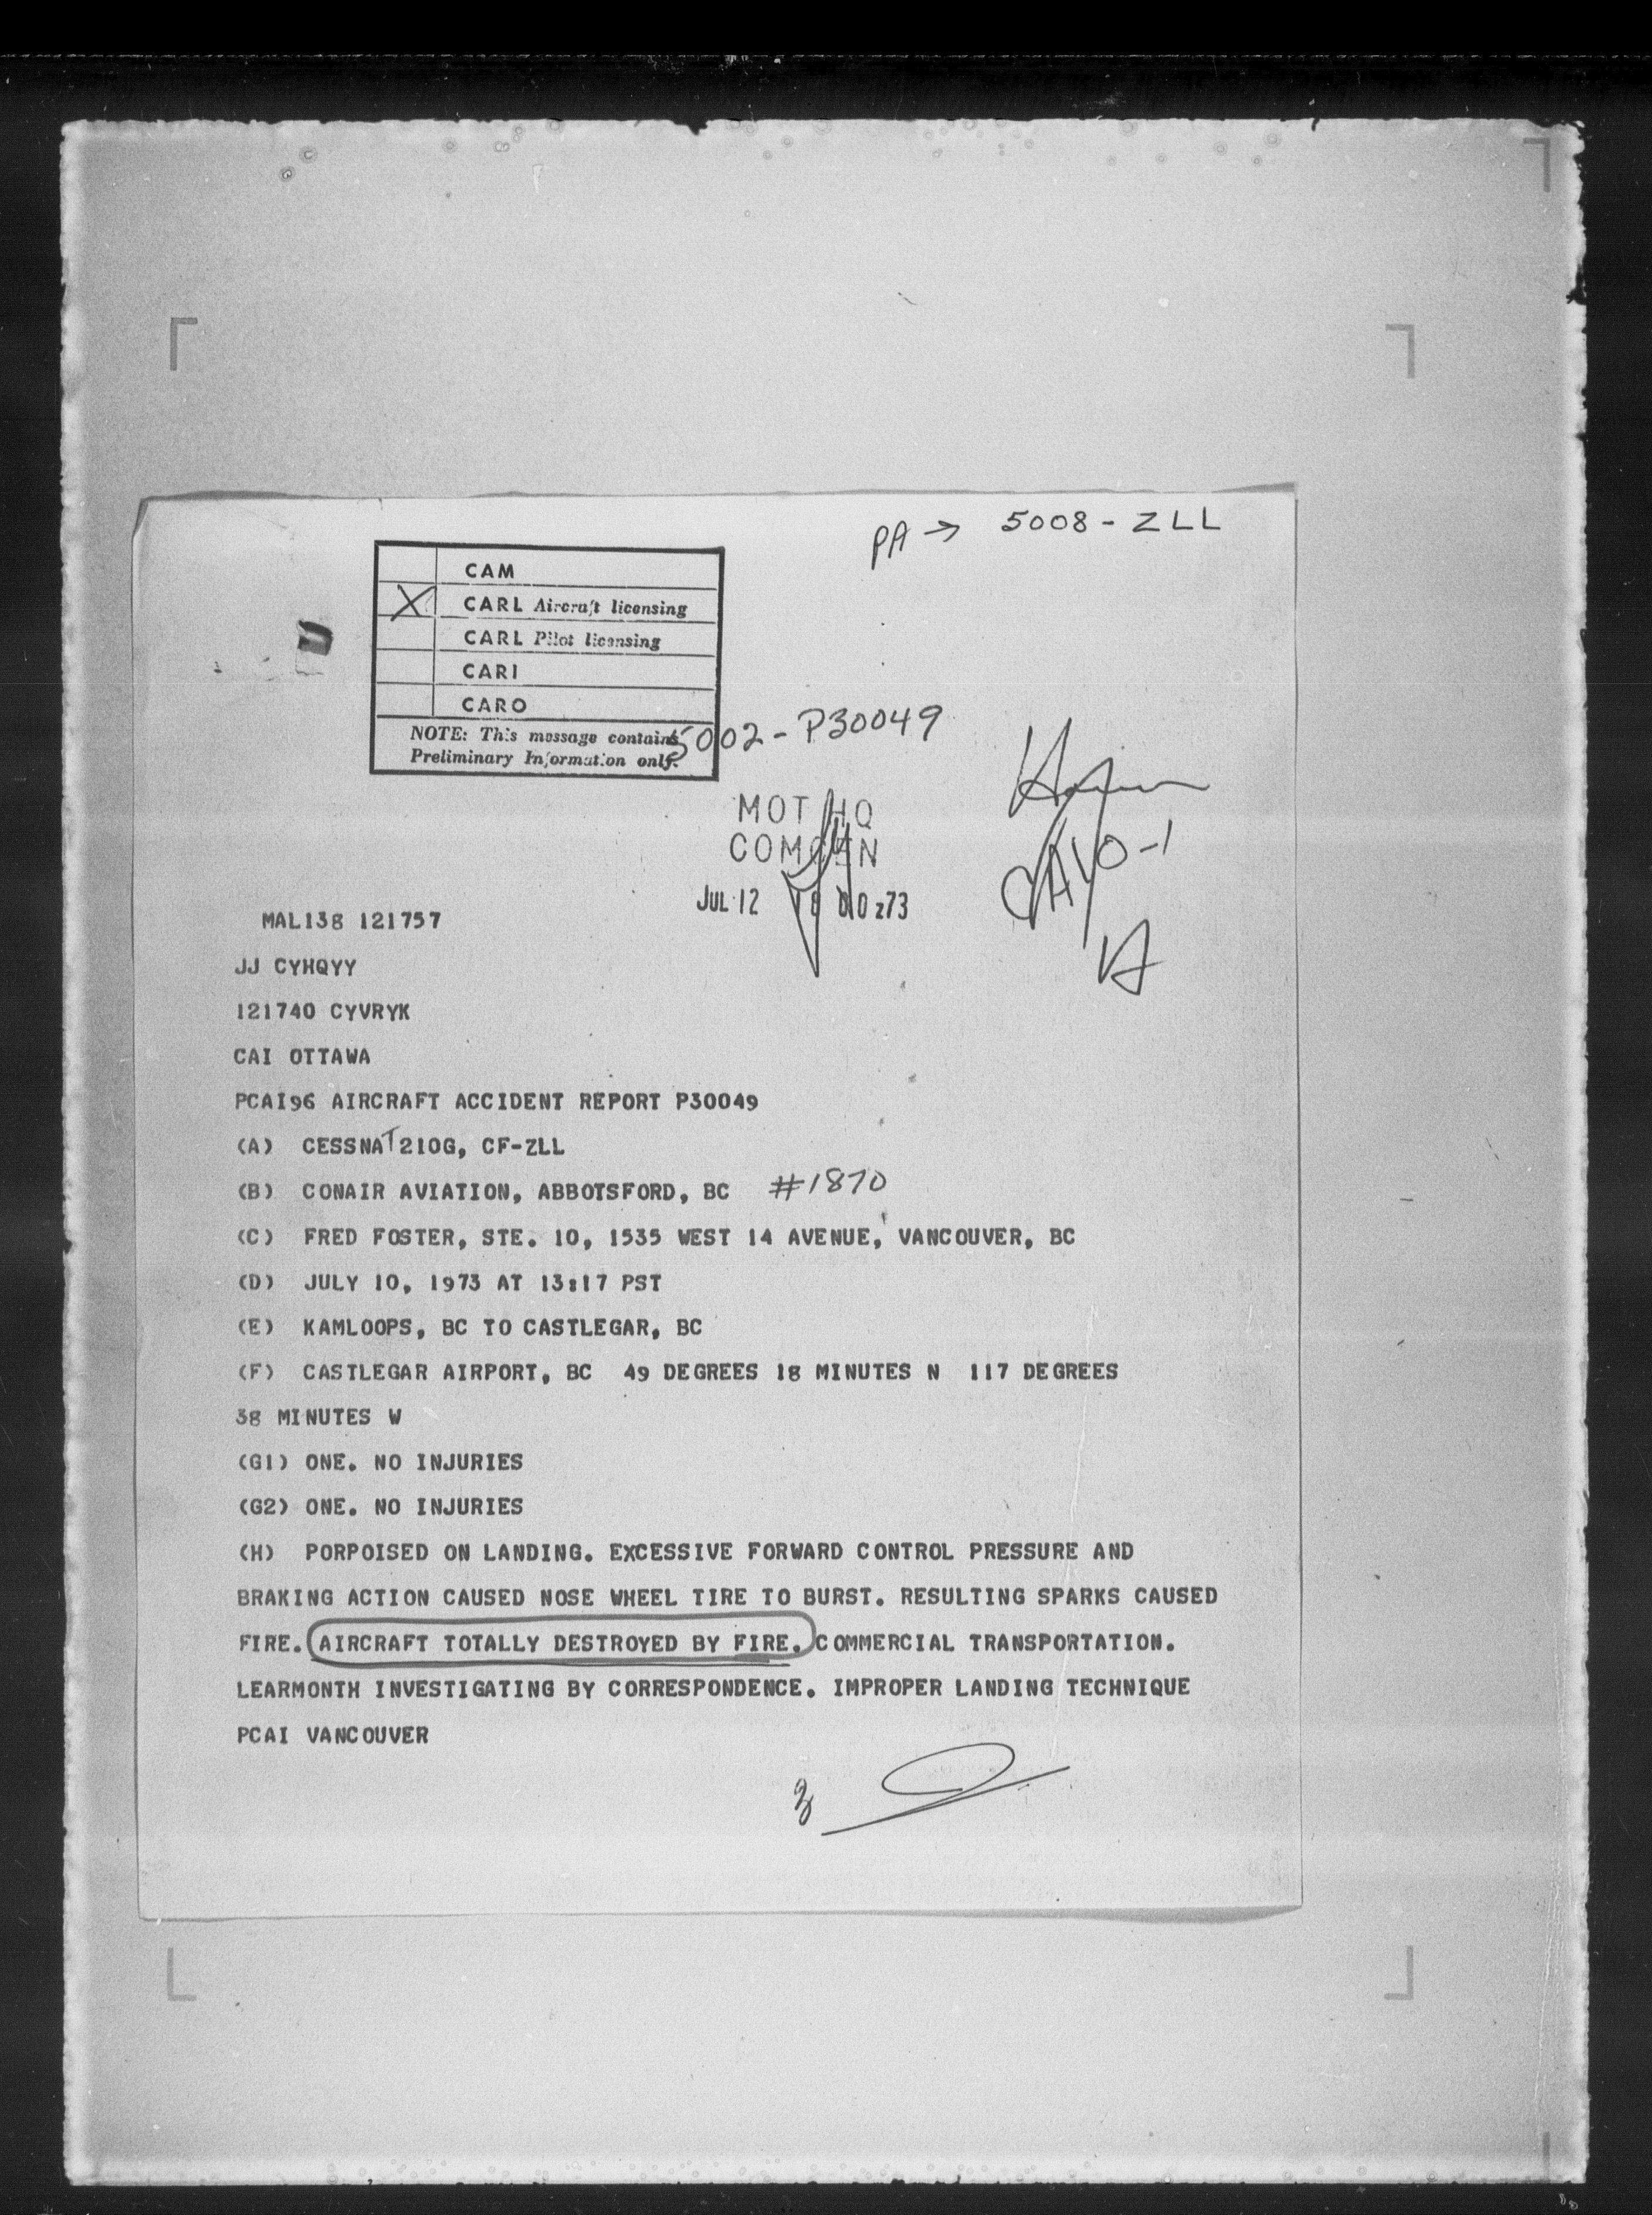 PA → 5008 - ZLL
CAM
X CARL Aircraft licensing
CARL Pilot licensing
CARI
CARO
NOTE: This message contains
Preliminary Information only.
5002 - P30049
MOT HQ
COMCEN
JUL 12 18 00 z73
MAL138 121757
JJ CYHQYY
121740 CYVRYK
CAI OTTAWA
PCAI96 AIRCRAFT ACCIDENT REPORT P30049
(A) CESSNA T210G, CF-ZLL
(B) CONAIR AVIATION, ABBOTSFORD, BC #1870
(C) FRED FOSTER, STE. 10, 1535 WEST 14 AVENUE, VANCOUVER, BC
(D) JULY 10, 1973 AT 13:17 PST
(E) KAMLOOPS, BC TO CASTLEGAR, BC
(F) CASTLEGAR AIRPORT, BC 49 DEGREES 18 MINUTES N 117 DEGREES
38 MINUTES W
(G1) ONE. NO INJURIES
(G2) ONE. NO INJURIES
(H) PORPOISED ON LANDING. EXCESSIVE FORWARD CONTROL PRESSURE AND
BRAKING ACTION CAUSED NOSE WHEEL TIRE TO BURST. RESULTING SPARKS CAUSED
FIRE. AIRCRAFT TOTALLY DESTROYED BY FIRE. COMMERCIAL TRANSPORTATION.
LEARMONTH INVESTIGATING BY CORRESPONDENCE. IMPROPER LANDING TECHNIQUE
PCAI VANCOUVER